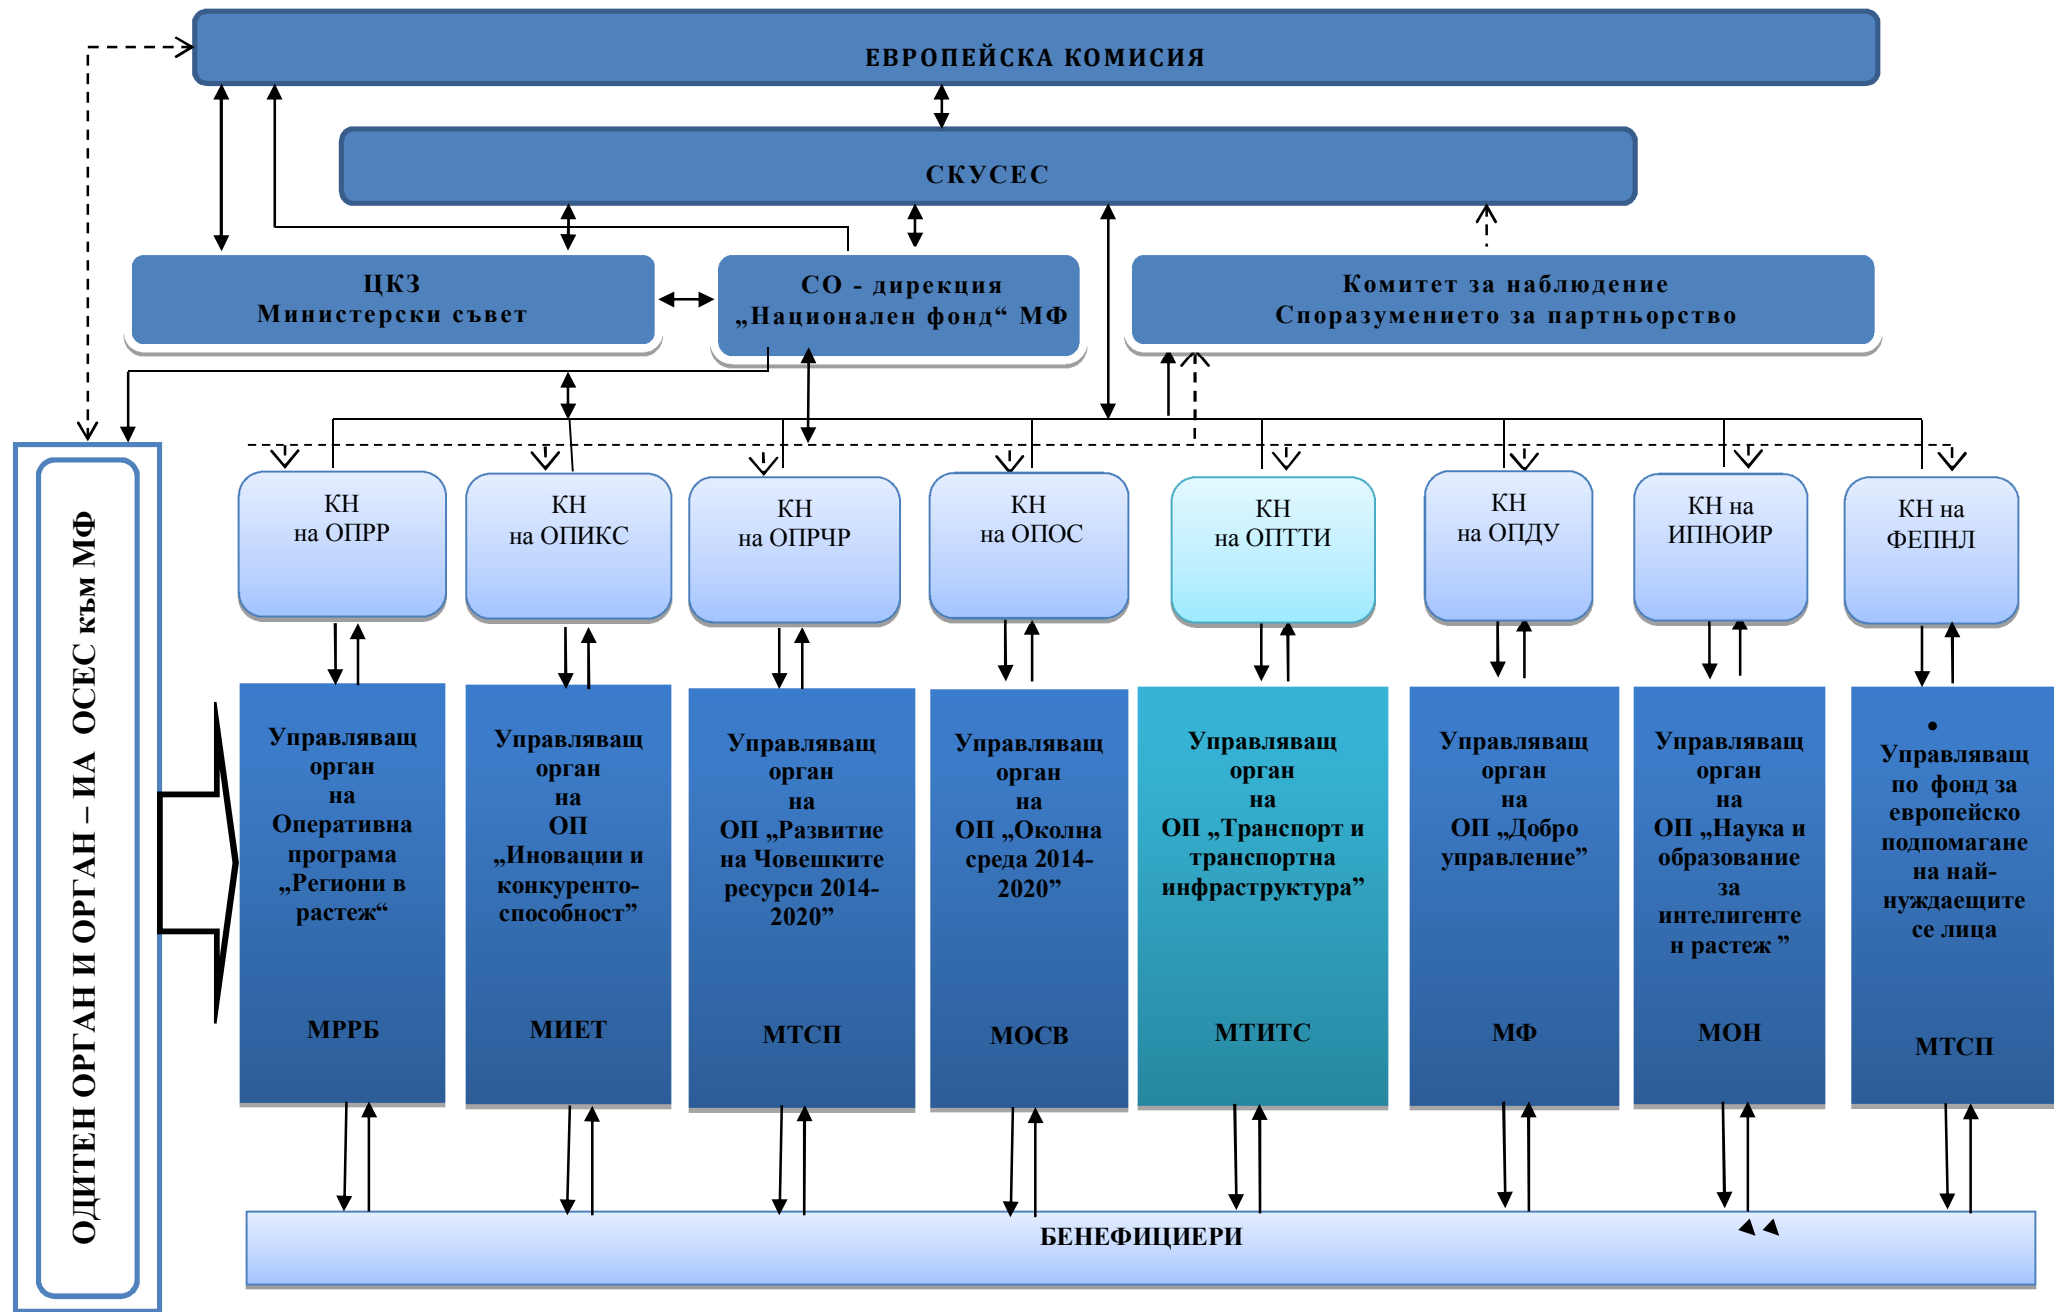 ЕВРОПЕЙСКА КОМИСИЯ
СКУСЕС
ЦКЗ
Министерски съвет
СО - дирекция
„Национален фонд“ МФ
Комитет за наблюдение
Споразумението за партньорство
ОДИТЕН ОРГАН И ОРГАН – ИА ОСЕС към МФ
КН
на ОПРР
КН
на ОПИКС
КН
на ОПРЧР
КН
на ОПОС
КН
на ОПТТИ
КН
на ОПДУ
КН на
ИПНОИР
КН на
ФЕПНЛ
Управляващ
орган
на
Оперативна
програма
„Региони в
растеж“
МРРБ
Управляващ
орган
на
ОП
„Иновации и
конкуренто-
способност”
МИЕТ
Управляващ
орган
на
ОП „Развитие
на Човешките
ресурси 2014-
2020”
МТСП
Управляващ
орган
на
ОП „Околна
среда 2014-
2020”
МОСВ
Управляващ
орган
на
ОП „Транспорт и
транспортна
инфраструктура”
МТИТС
Управляващ
орган
на
ОП „Добро
управление”
МФ
Управляващ
орган
на
ОП „Наука и
образование
за
интелигенте
н растеж ”
МОН
•
Управляващ
по фонд за
европейско
подпомагане
на най-
нуждаещите
се лица
МТСП
БЕНЕФИЦИЕРИ